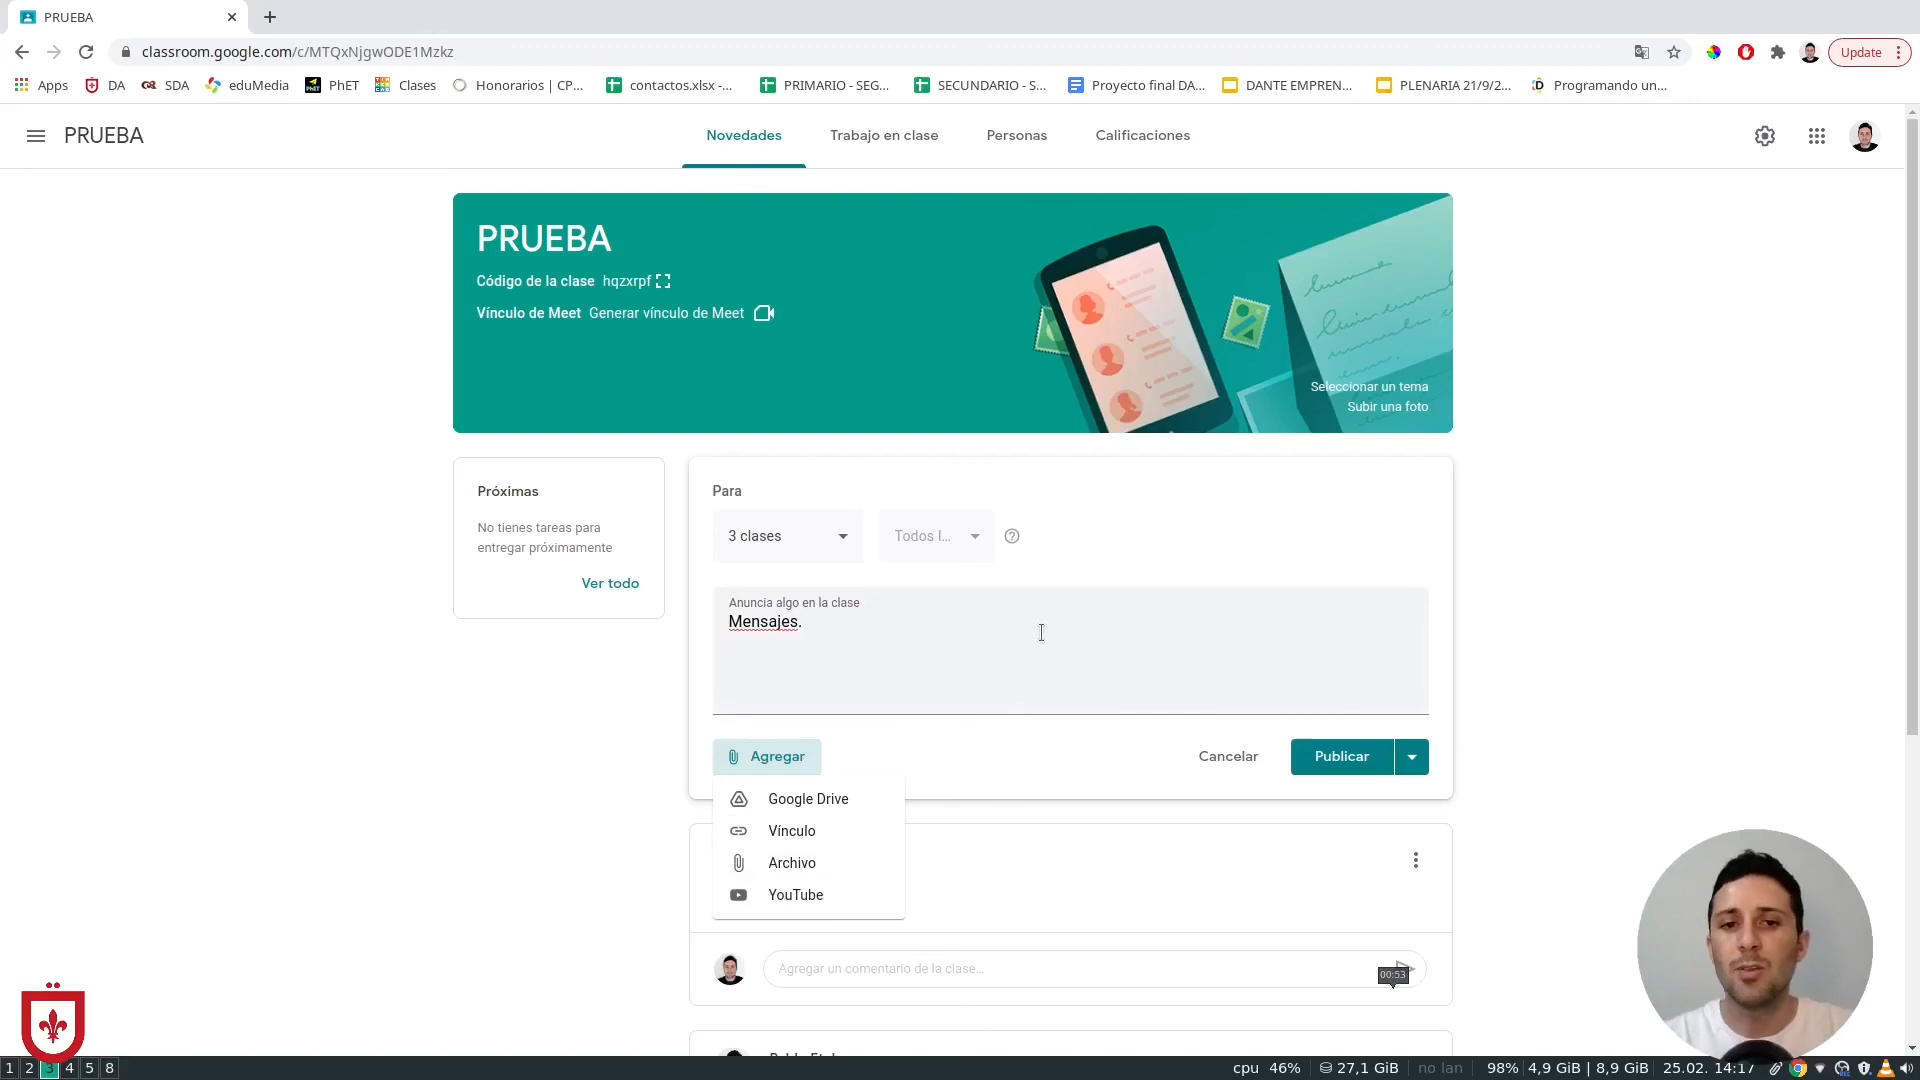 PRUEBA
classroom.google.com/c/MTQxNjgwODE1Mzkz
Update
Apps
DA
SDA
eduMedia
PhET
Clases
Honorarios | CP...
contactos.xlsx -...
PRIMARIO - SEG...
SECUNDARIO - S...
Proyecto final DA...
DANTE EMPREN...
PLENARIA 21/9/2...
Programando un...
PRUEBA
Novedades
Trabajo en clase
Personas
Calificaciones
PRUEBA
Código de la clase hqzxrpf
Vínculo de Meet Generar vínculo de Meet
Seleccionar un tema
Subir una foto
Próximas
No tienes tareas para
entregar próximamente
Ver todo
Para
3 clases
Todos l...
Anuncia algo en la clase
Mensajes.
Agregar
Cancelar
Publicar
Google Drive
Vínculo
Archivo
YouTube
Agregar un comentario de la clase...
00:53
1 2 3 4 5 8
cpu 46% 27,1 GiB no lan 98% 4,9 GiB | 8,9 GiB 25.02. 14:17